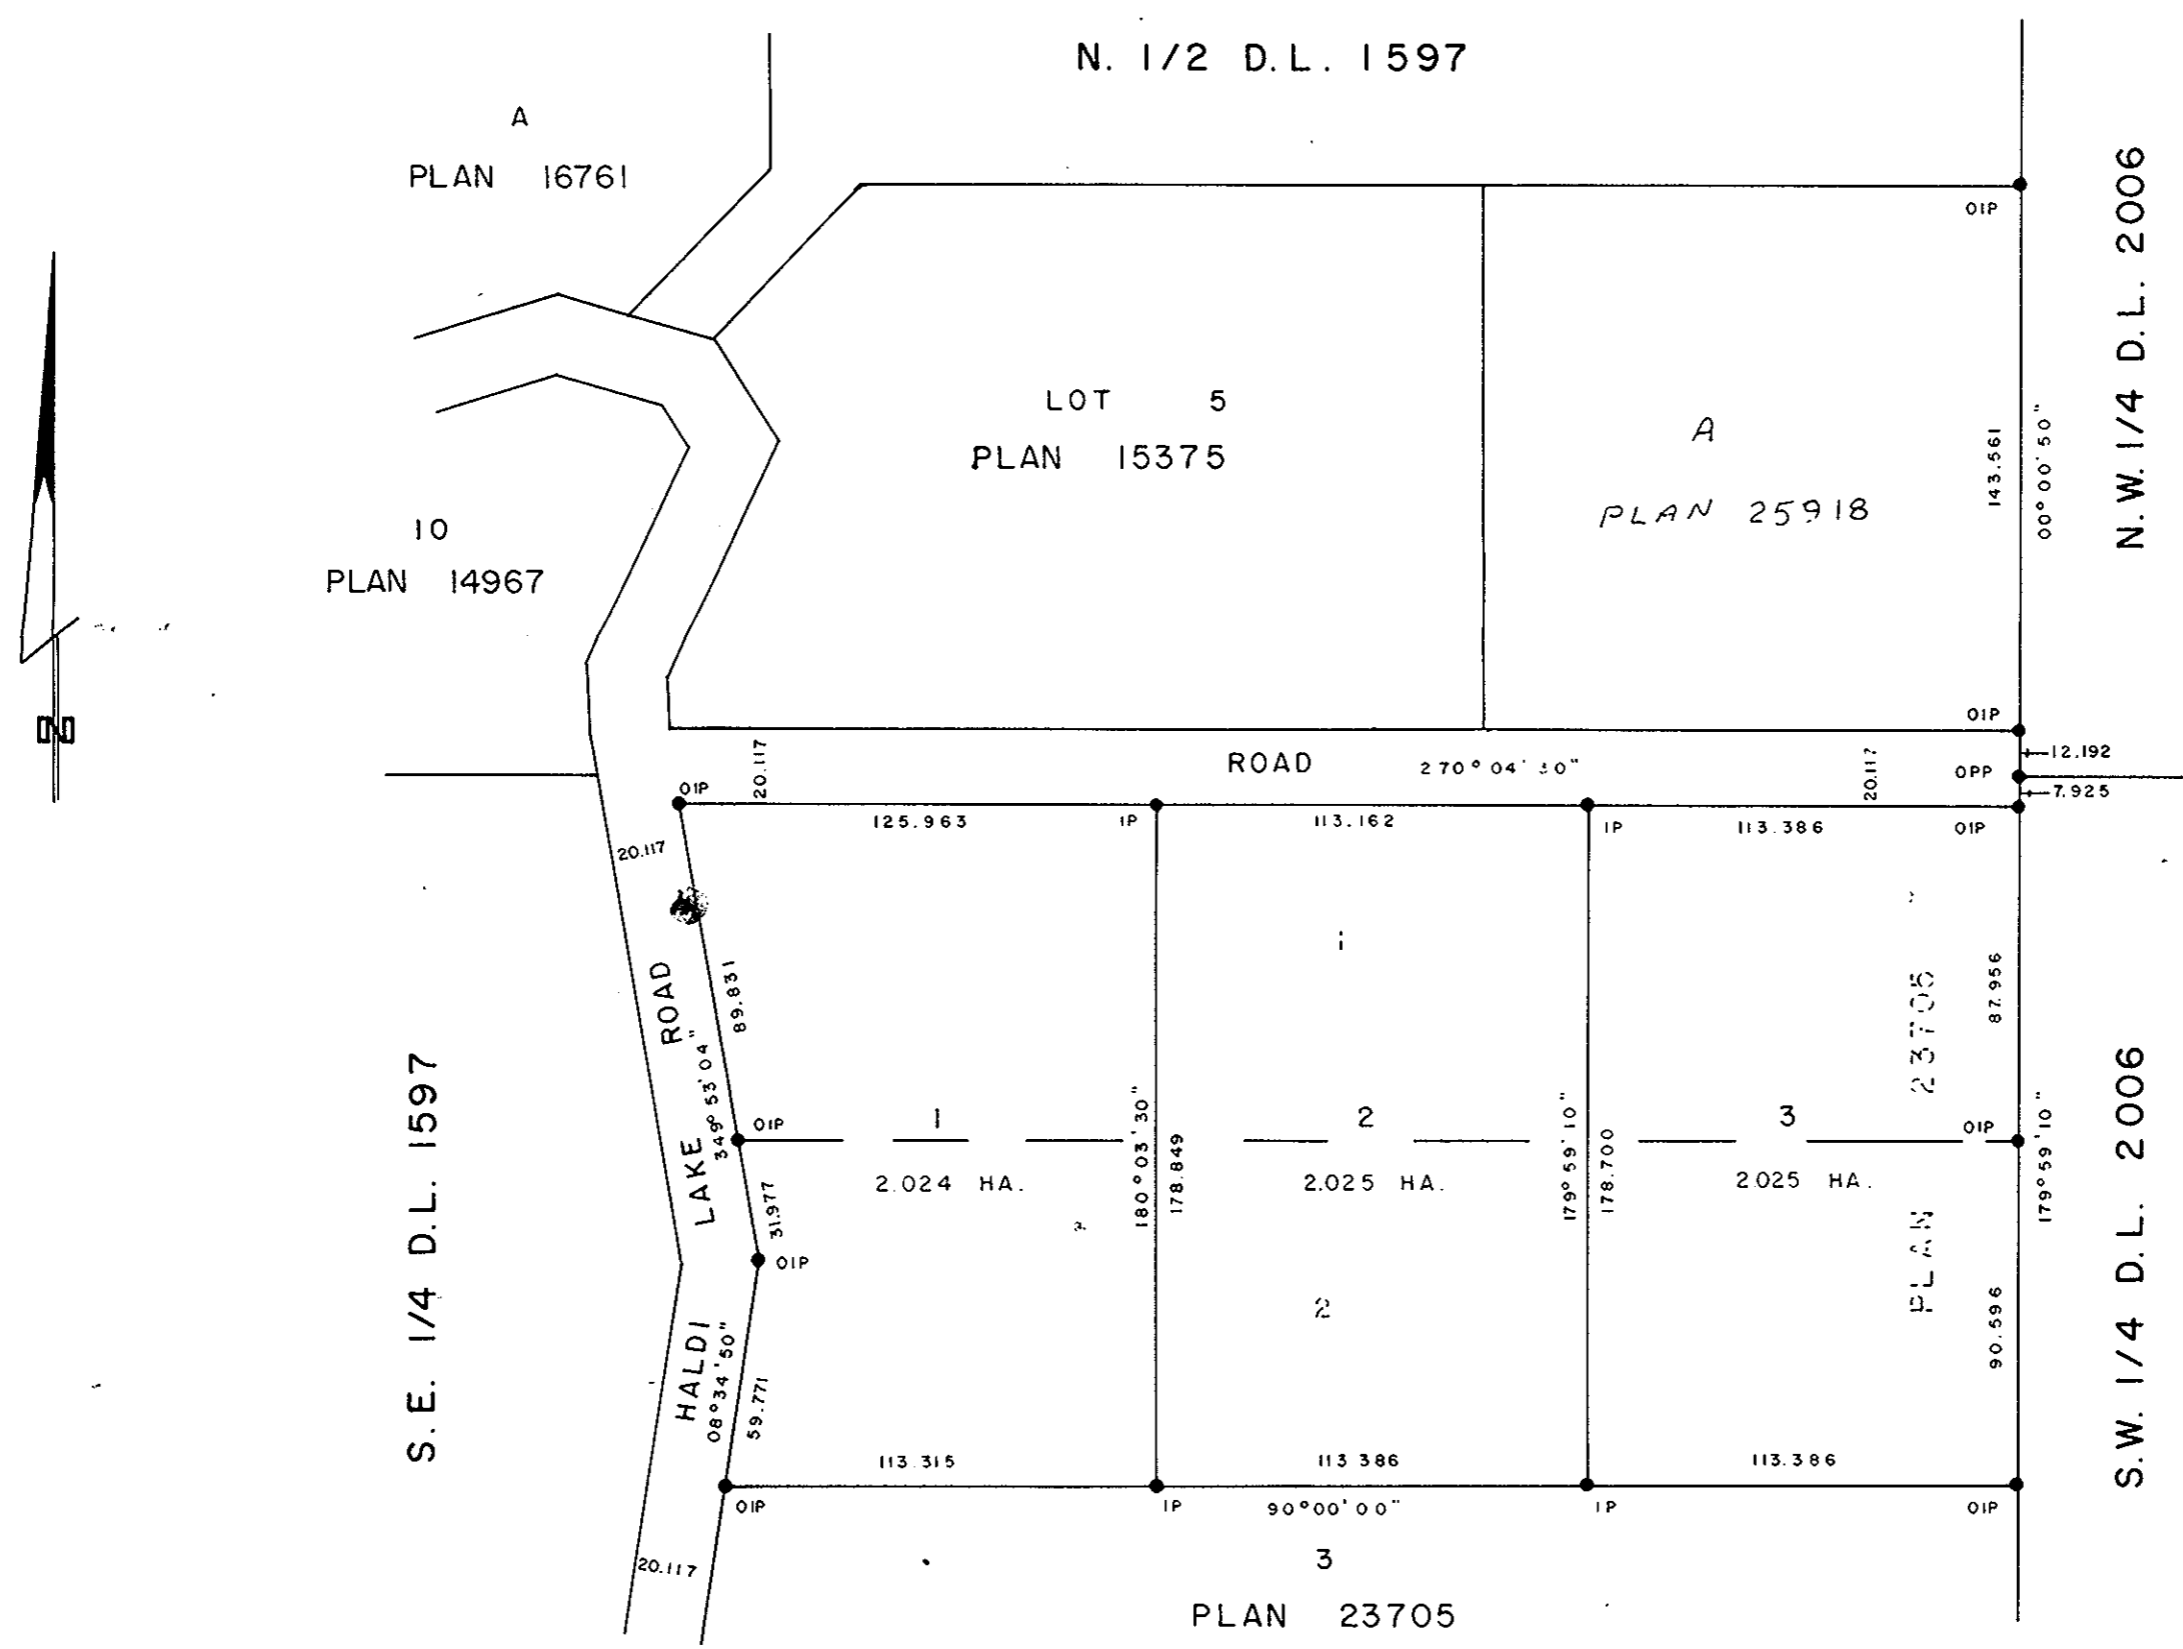 N. 1/2 D.L. 1597
A
PLAN 16761
N.W. 1/4 D.L. 2006
OIP
LOT 5
PLAN 15375
A
PLAN 25918
143.561
00°00'50"
10
PLAN 14967
N
OIP
20.117
ROAD
270°04'30"
20.117
12.192
OPP
7.925
OIP
125.963
IP
113.162
IP
113.386
OIP
20.117
89.831
ROAD
349°53'04"
LAKE
HALDI
1
87.956
PLAN 23705
S.E. 1/4 D.L. 1597
OIP
1
2.024 HA.
180°03'30"
178.849
2
2.025 HA.
179°59'10"
178.700
3
2.025 HA.
OIP
179°59'10"
S.W. 1/4 D.L. 2006
31.977
OIP
2
90.596
08°34'50"
59.771
113.315
113 386
113.386
OIP
IP
90°00'00"
IP
OIP
20.117
3
PLAN 23705